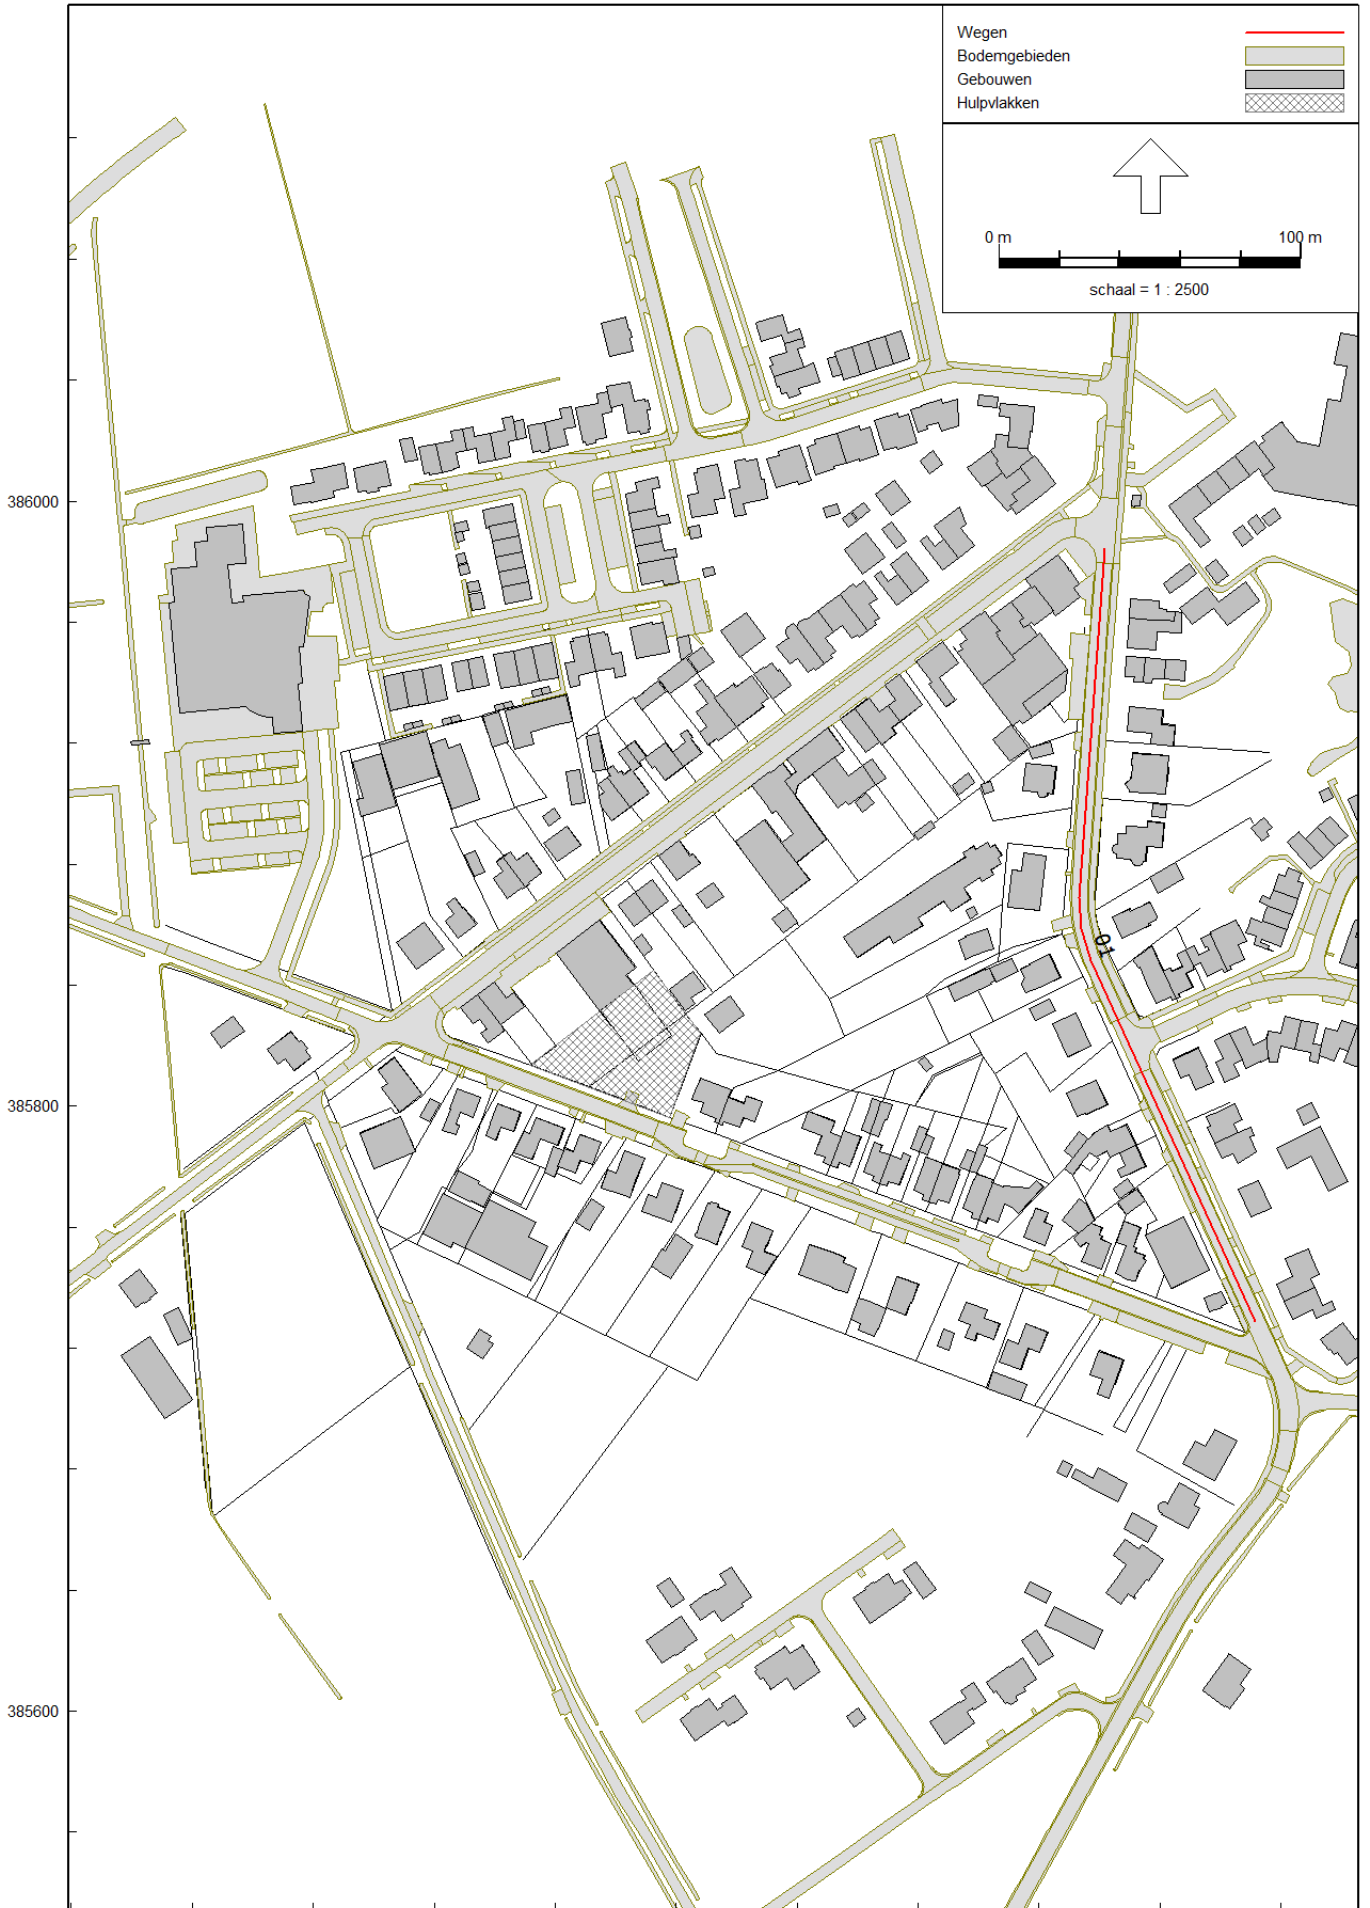 Wegen
Bodemgebieden
Gebouwen
Hulpvlakken
0 m 100 m
schaal = 1 : 2500
386000
01
385800
385600